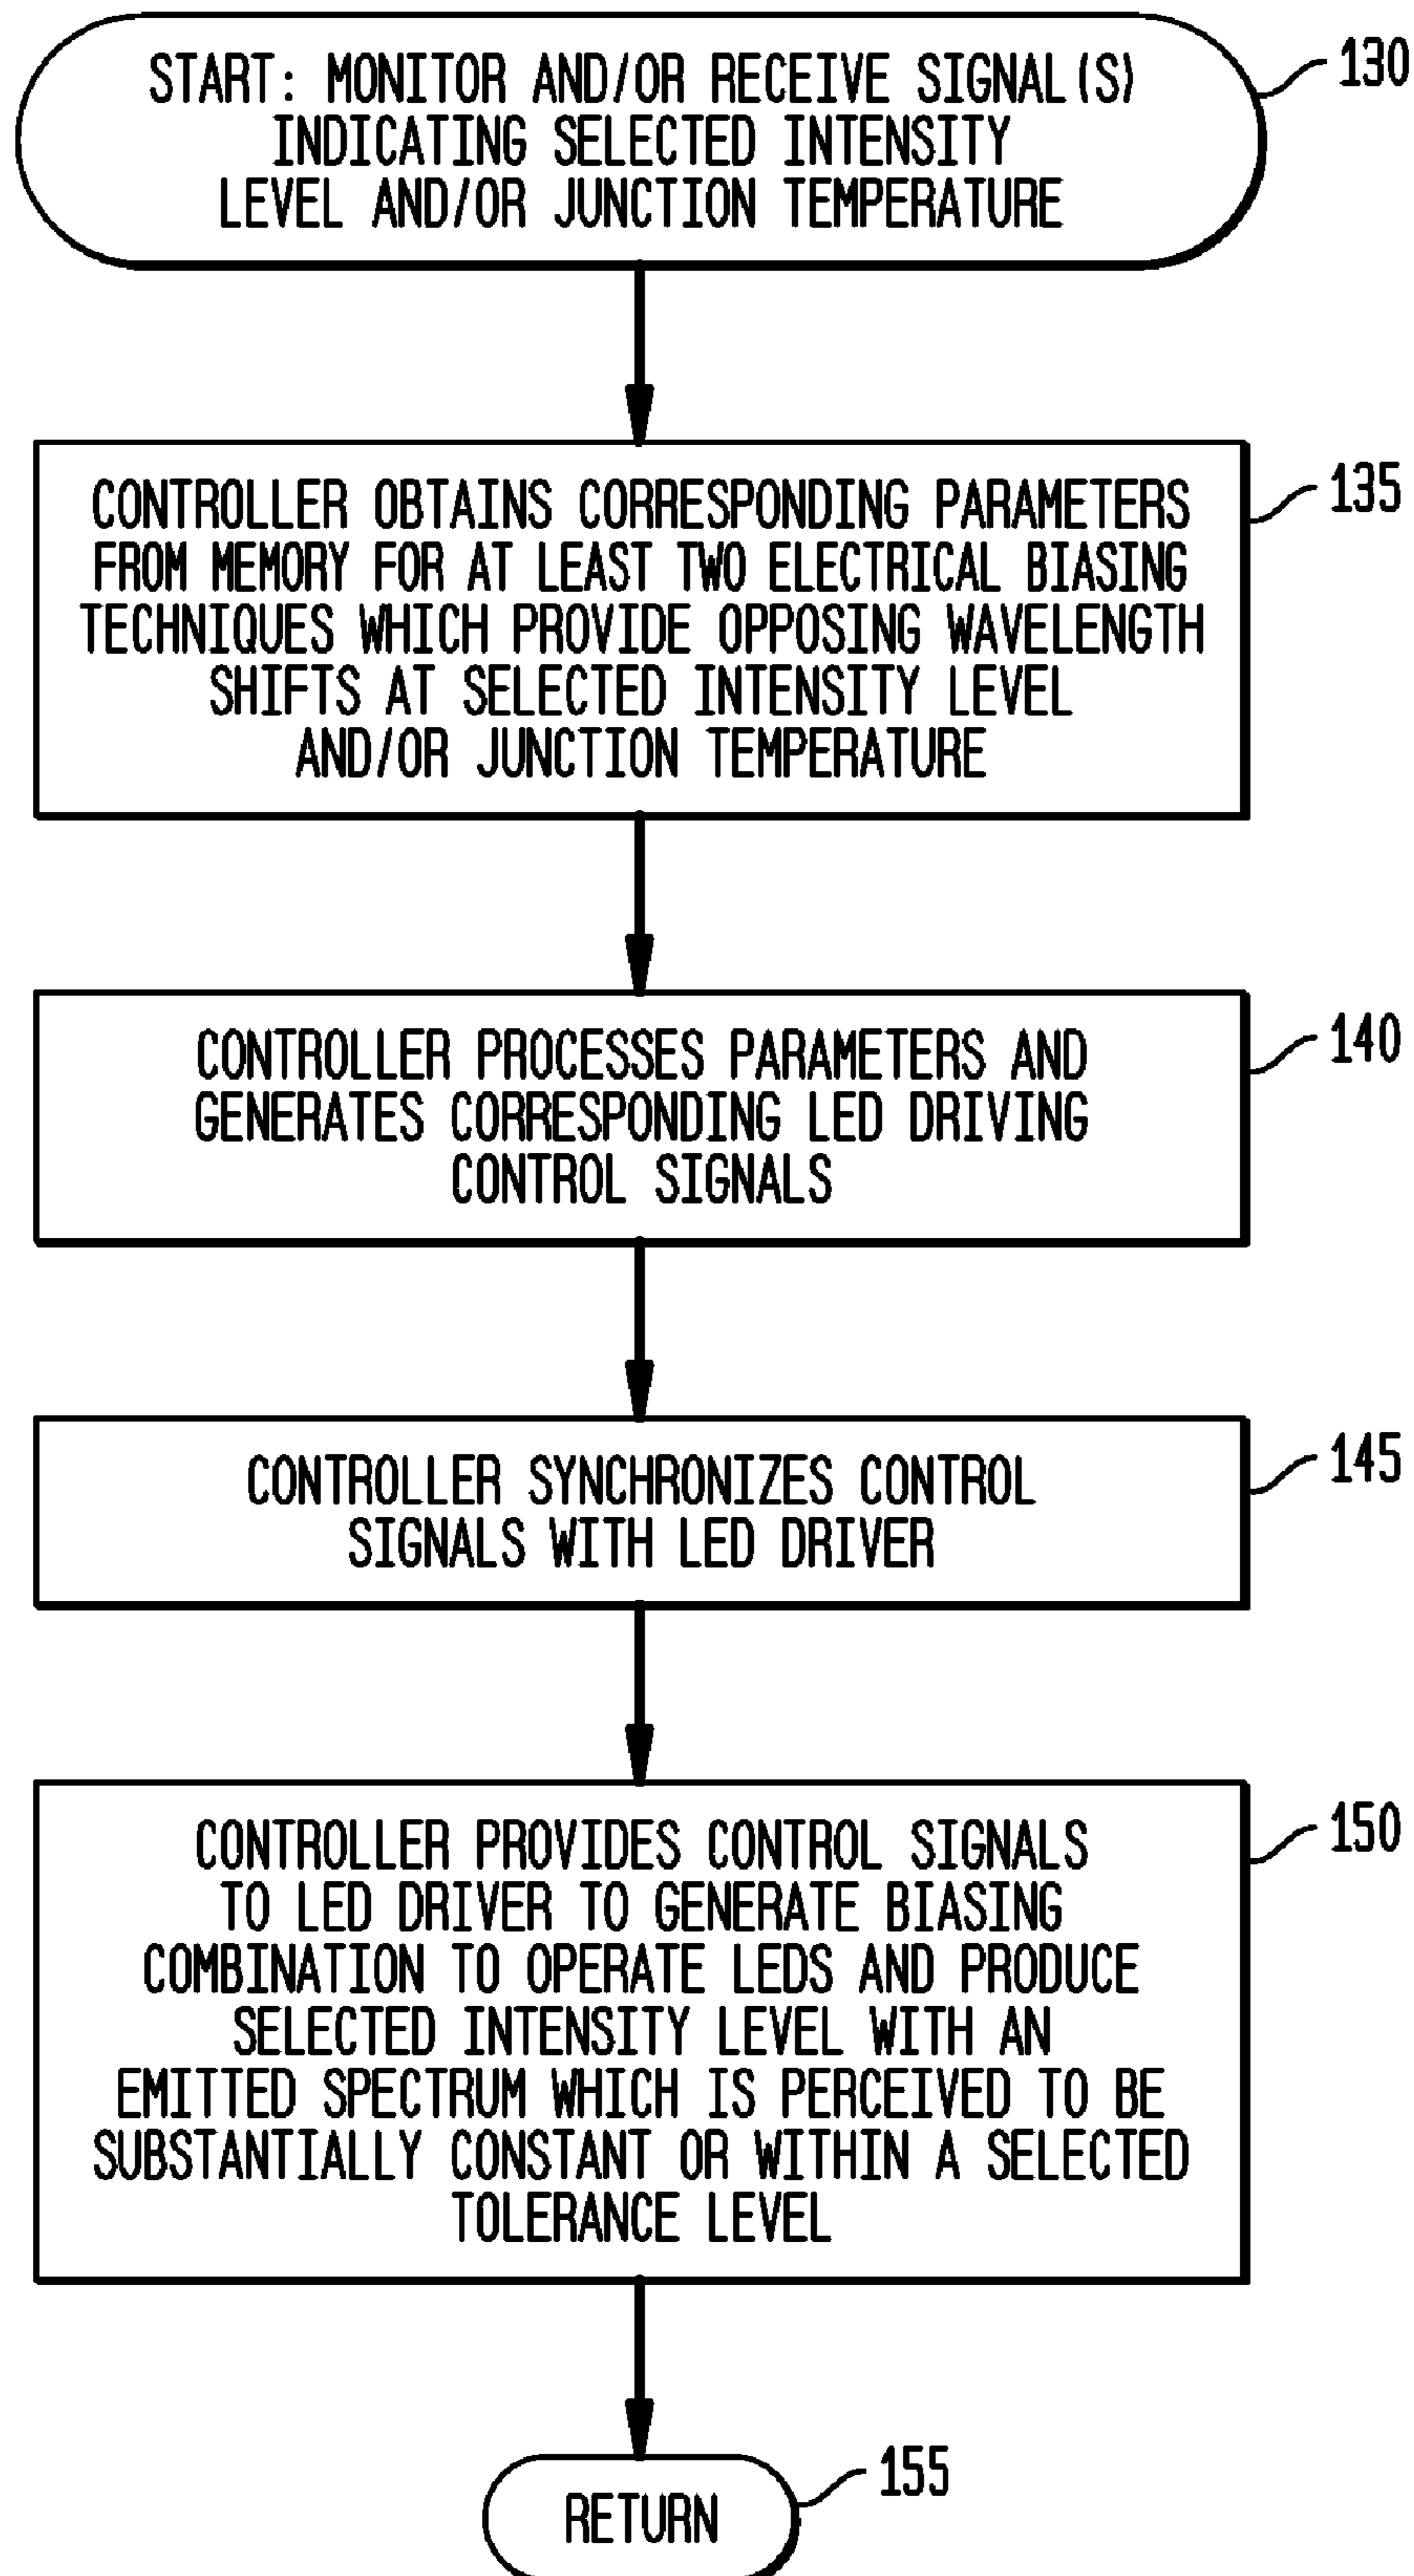 START: MONITOR AND/OR RECEIVE SIGNAL(S)
INDICATING SELECTED INTENSITY
LEVEL AND/OR JUNCTION TEMPERATURE
130
CONTROLLER OBTAINS CORRESPONDING PARAMETERS
FROM MEMORY FOR AT LEAST TWO ELECTRICAL BIASING
TECHNIQUES WHICH PROVIDE OPPOSING WAVELENGTH
SHIFTS AT SELECTED INTENSITY LEVEL
AND/OR JUNCTION TEMPERATURE
135
CONTROLLER PROCESSES PARAMETERS AND
GENERATES CORRESPONDING LED DRIVING
CONTROL SIGNALS
140
CONTROLLER SYNCHRONIZES CONTROL
SIGNALS WITH LED DRIVER
145
CONTROLLER PROVIDES CONTROL SIGNALS
TO LED DRIVER TO GENERATE BIASING
COMBINATION TO OPERATE LEDS AND PRODUCE
SELECTED INTENSITY LEVEL WITH AN
EMITTED SPECTRUM WHICH IS PERCEIVED TO BE
SUBSTANTIALLY CONSTANT OR WITHIN A SELECTED
TOLERANCE LEVEL
150
RETURN
155